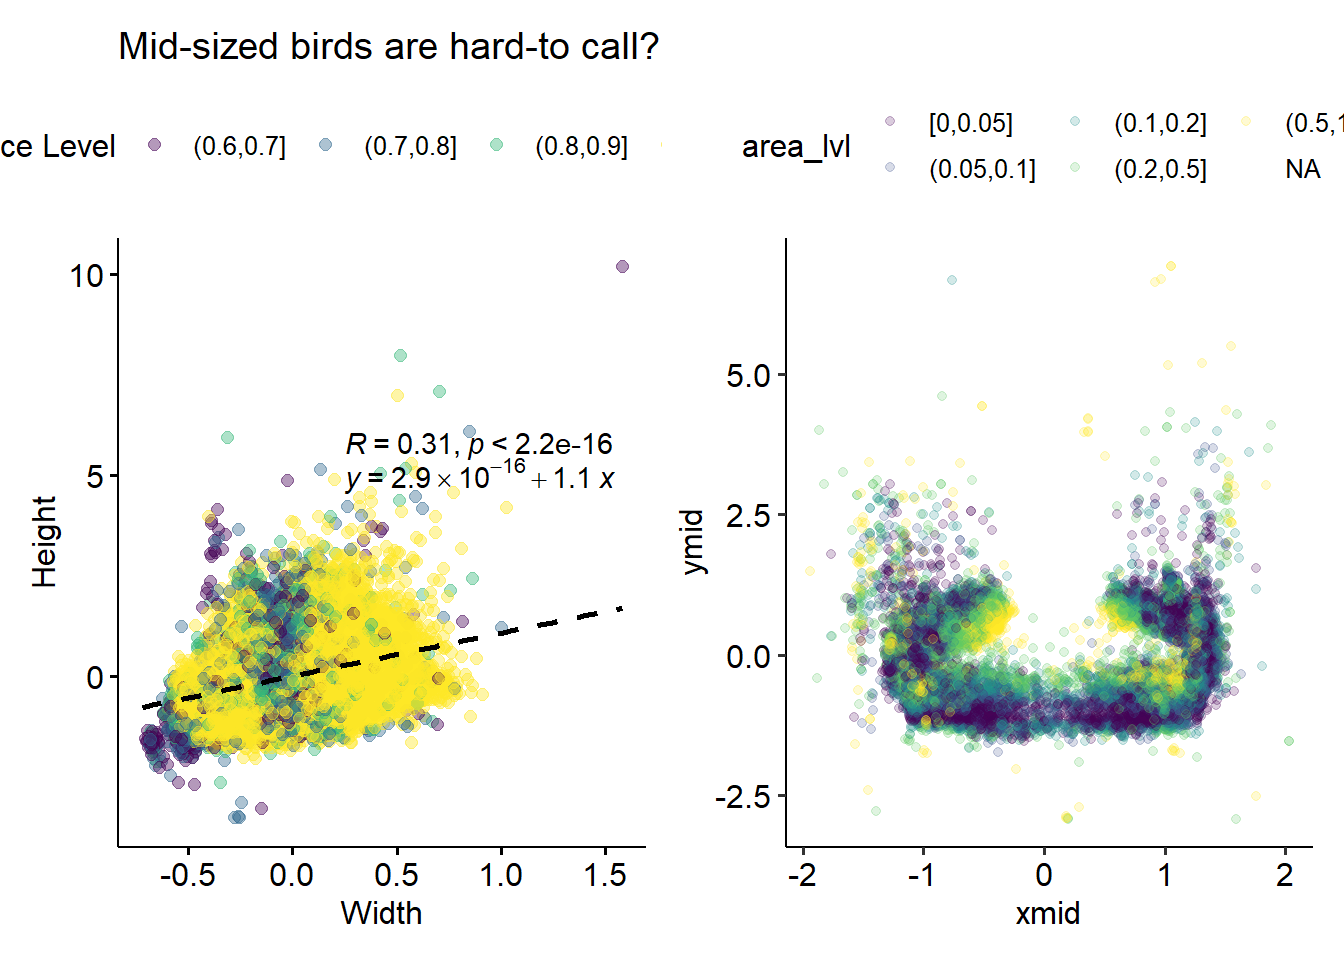 Mid-sized birds are hard-to call?
ce Level (0.6,0.7] (0.7,0.8] (0.8,0.9]
10
5
0
Height
R = 0.31, p < 2.2e-16
y = 2.9 × 10^−16 + 1.1 x
-0.5 0.0 0.5 1.0 1.5
Width
area_lvl
[0,0.05] (0.1,0.2] (0.5,1
(0.05,0.1] (0.2,0.5] NA
5.0
2.5
0.0
-2.5
ymid
-2 -1 0 1 2
xmid